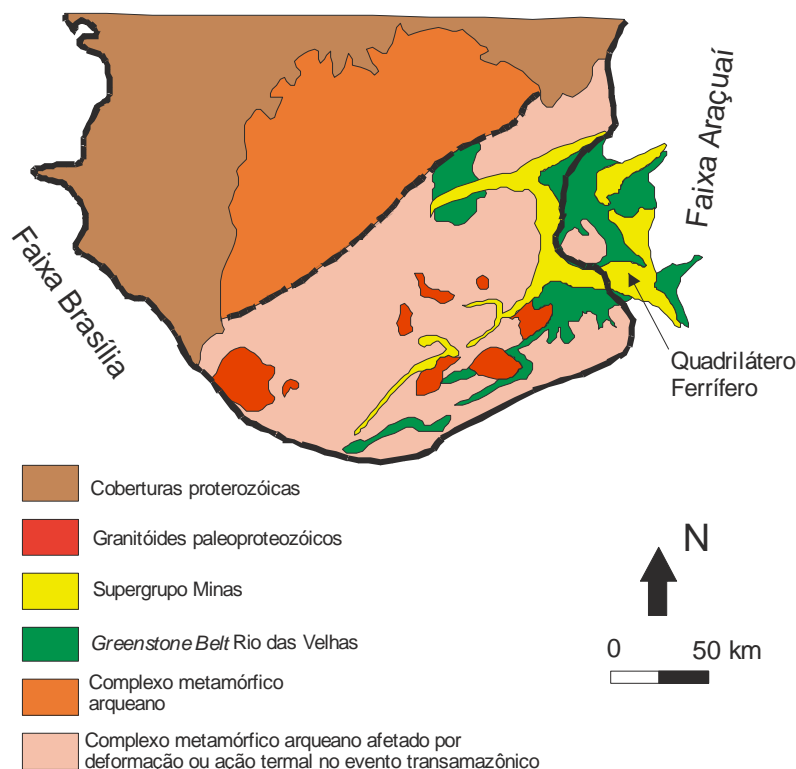 Faixa Araçuaí
Faixa Brasília
Quadrilátero
Ferrífero
Coberturas proterozóicas
Granitóides paleoproteozóicos
Supergrupo Minas
Greenstone Belt Rio das Velhas
Complexo metamórfico
arqueano
Complexo metamórfico arqueano afetado por
deformação ou ação termal no evento transamazônico
N
0 50 km